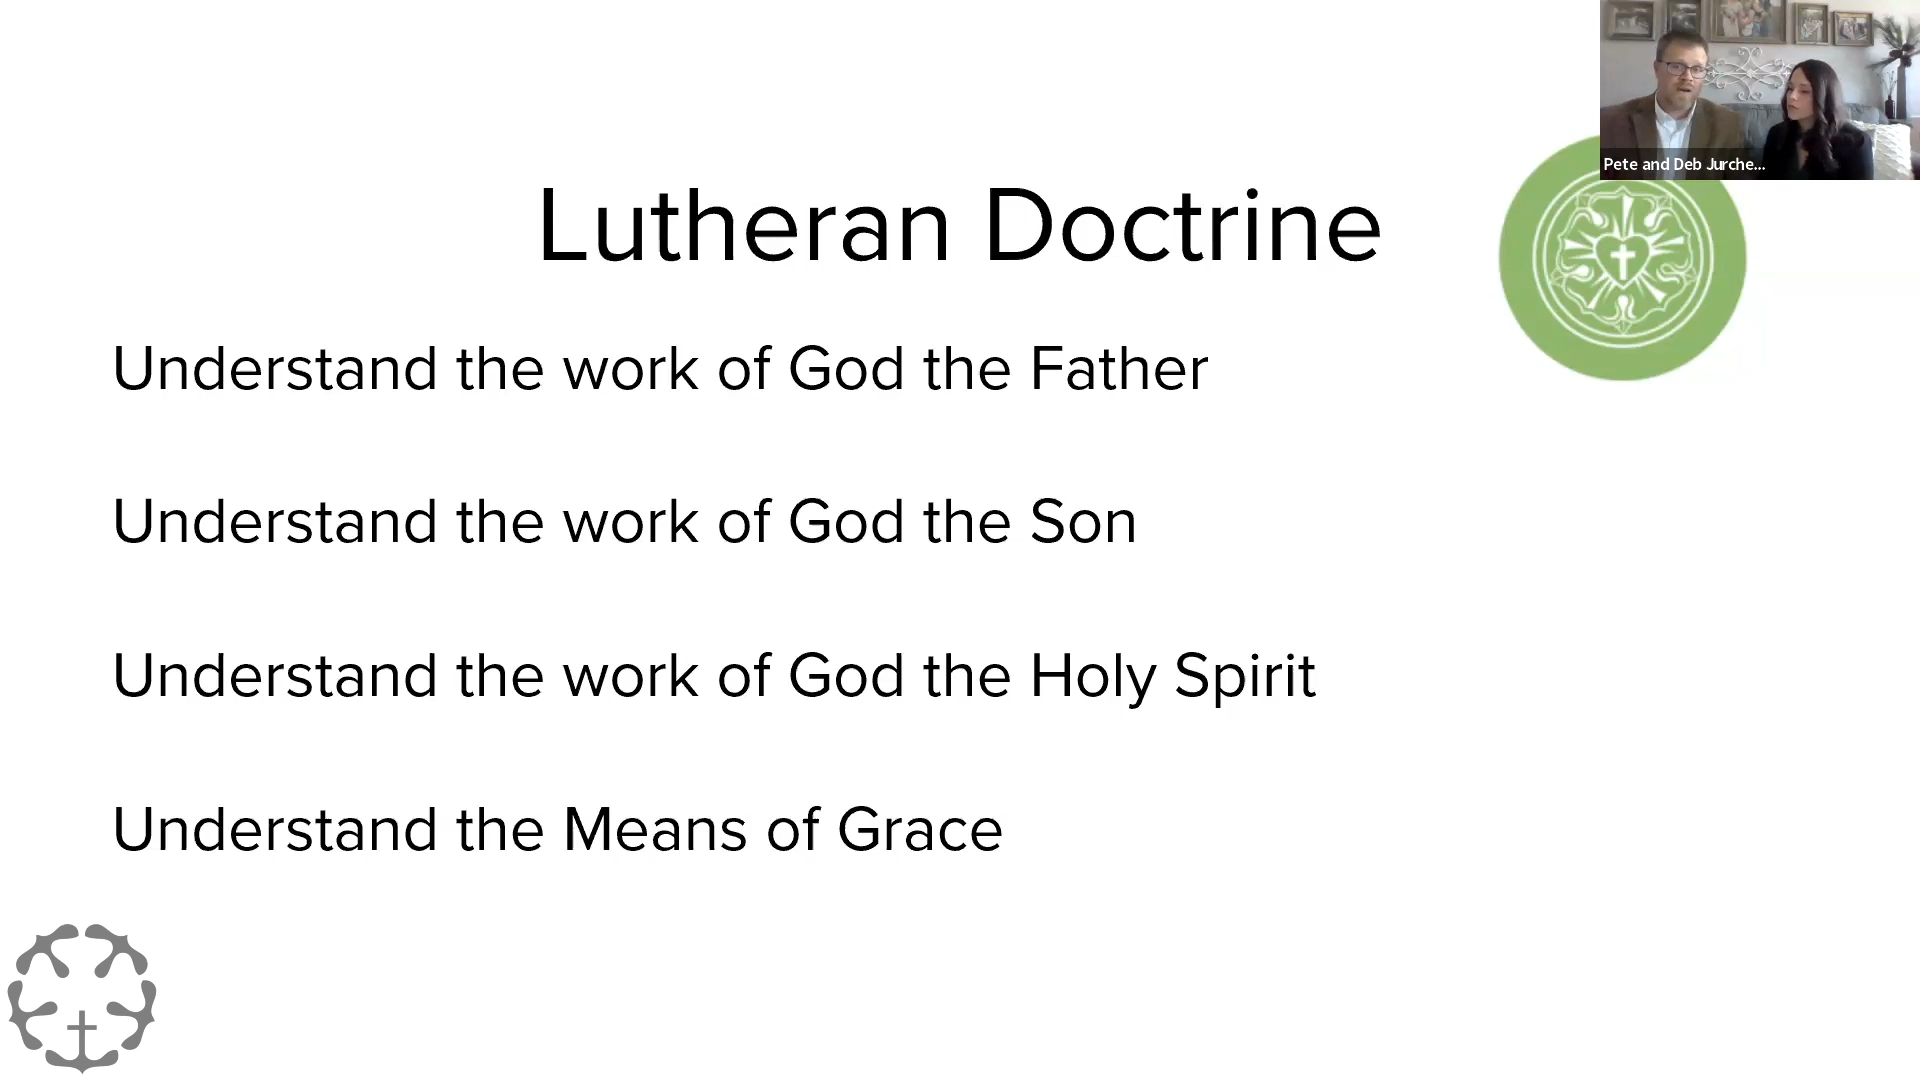 Pete and Deb Jurche...
Lutheran Doctrine
Understand the work of God the Father
Understand the work of God the Son
Understand the work of God the Holy Spirit
Understand the Means of Grace